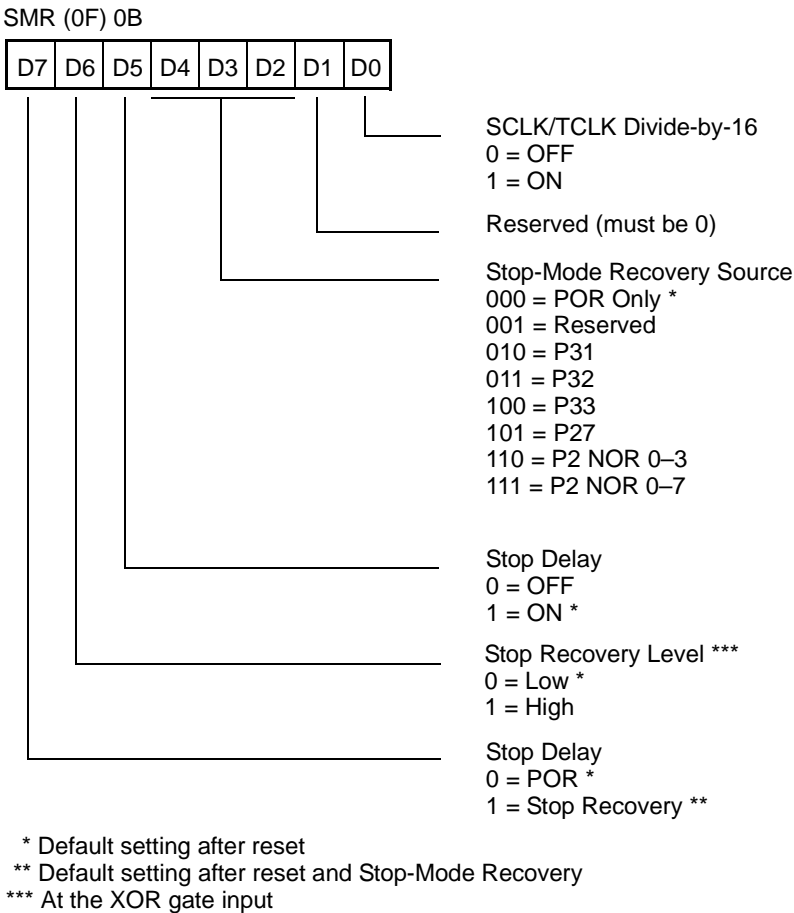 SMR (0F) 0B
D7 D6 D5 D4 D3 D2 D1 D0
SCLK/TCLK Divide-by-16
0 = OFF
1 = ON
Reserved (must be 0)
Stop-Mode Recovery Source
000 = POR Only *
001 = Reserved
010 = P31
011 = P32
100 = P33
101 = P27
110 = P2 NOR 0–3
111 = P2 NOR 0–7
Stop Delay
0 = OFF
1 = ON *
Stop Recovery Level ***
0 = Low *
1 = High
Stop Delay
0 = POR *
1 = Stop Recovery **
* Default setting after reset
** Default setting after reset and Stop-Mode Recovery
*** At the XOR gate input